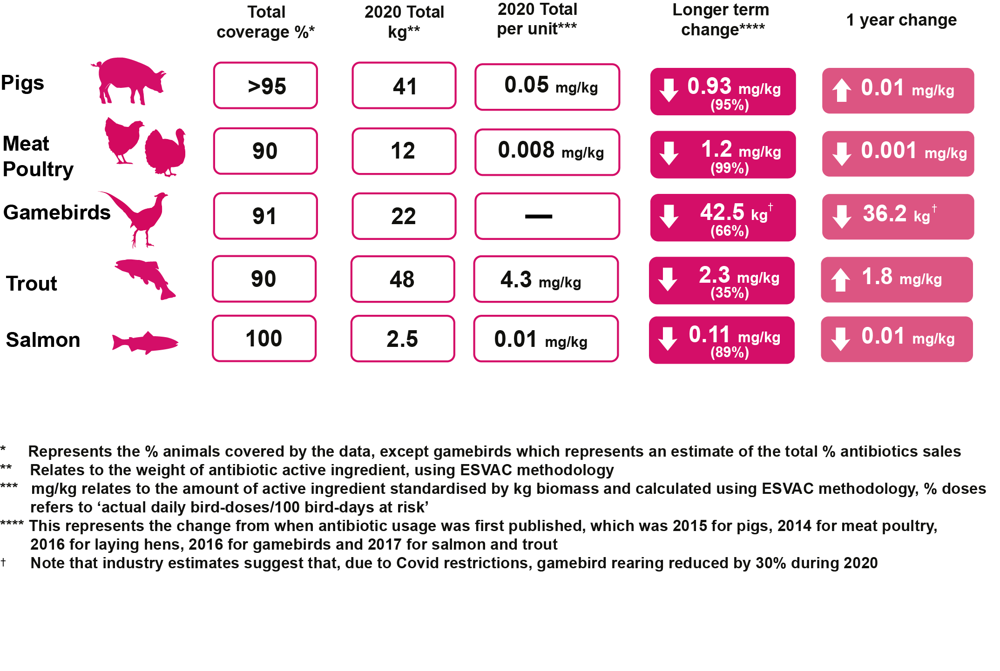 Total coverage %*
2020 Total kg**
2020 Total per unit***
Longer term change****
1 year change
Pigs
>95
41
0.05 mg/kg
0.93 mg/kg
(95%)
0.01 mg/kg
Meat
Poultry
90
12
0.008 mg/kg
1.2 mg/kg
(99%)
0.001 mg/kg
Gamebirds
91
22
—
42.5 kg†
(66%)
36.2 kg†
Trout
90
48
4.3 mg/kg
2.3 mg/kg
(35%)
1.8 mg/kg
Salmon
100
2.5
0.01 mg/kg
0.11 mg/kg
(89%)
0.01 mg/kg
* Represents the % animals covered by the data, except gamebirds which represents an estimate of the total % antibiotics sales
** Relates to the weight of antibiotic active ingredient, using ESVAC methodology
*** mg/kg relates to the amount of active ingredient standardised by kg biomass and calculated using ESVAC methodology, % doses
refers to ‘actual daily bird-doses/100 bird-days at risk’
**** This represents the change from when antibiotic usage was first published, which was 2015 for pigs, 2014 for meat poultry,
2016 for laying hens, 2016 for gamebirds and 2017 for salmon and trout
† Note that industry estimates suggest that, due to Covid restrictions, gamebird rearing reduced by 30% during 2020